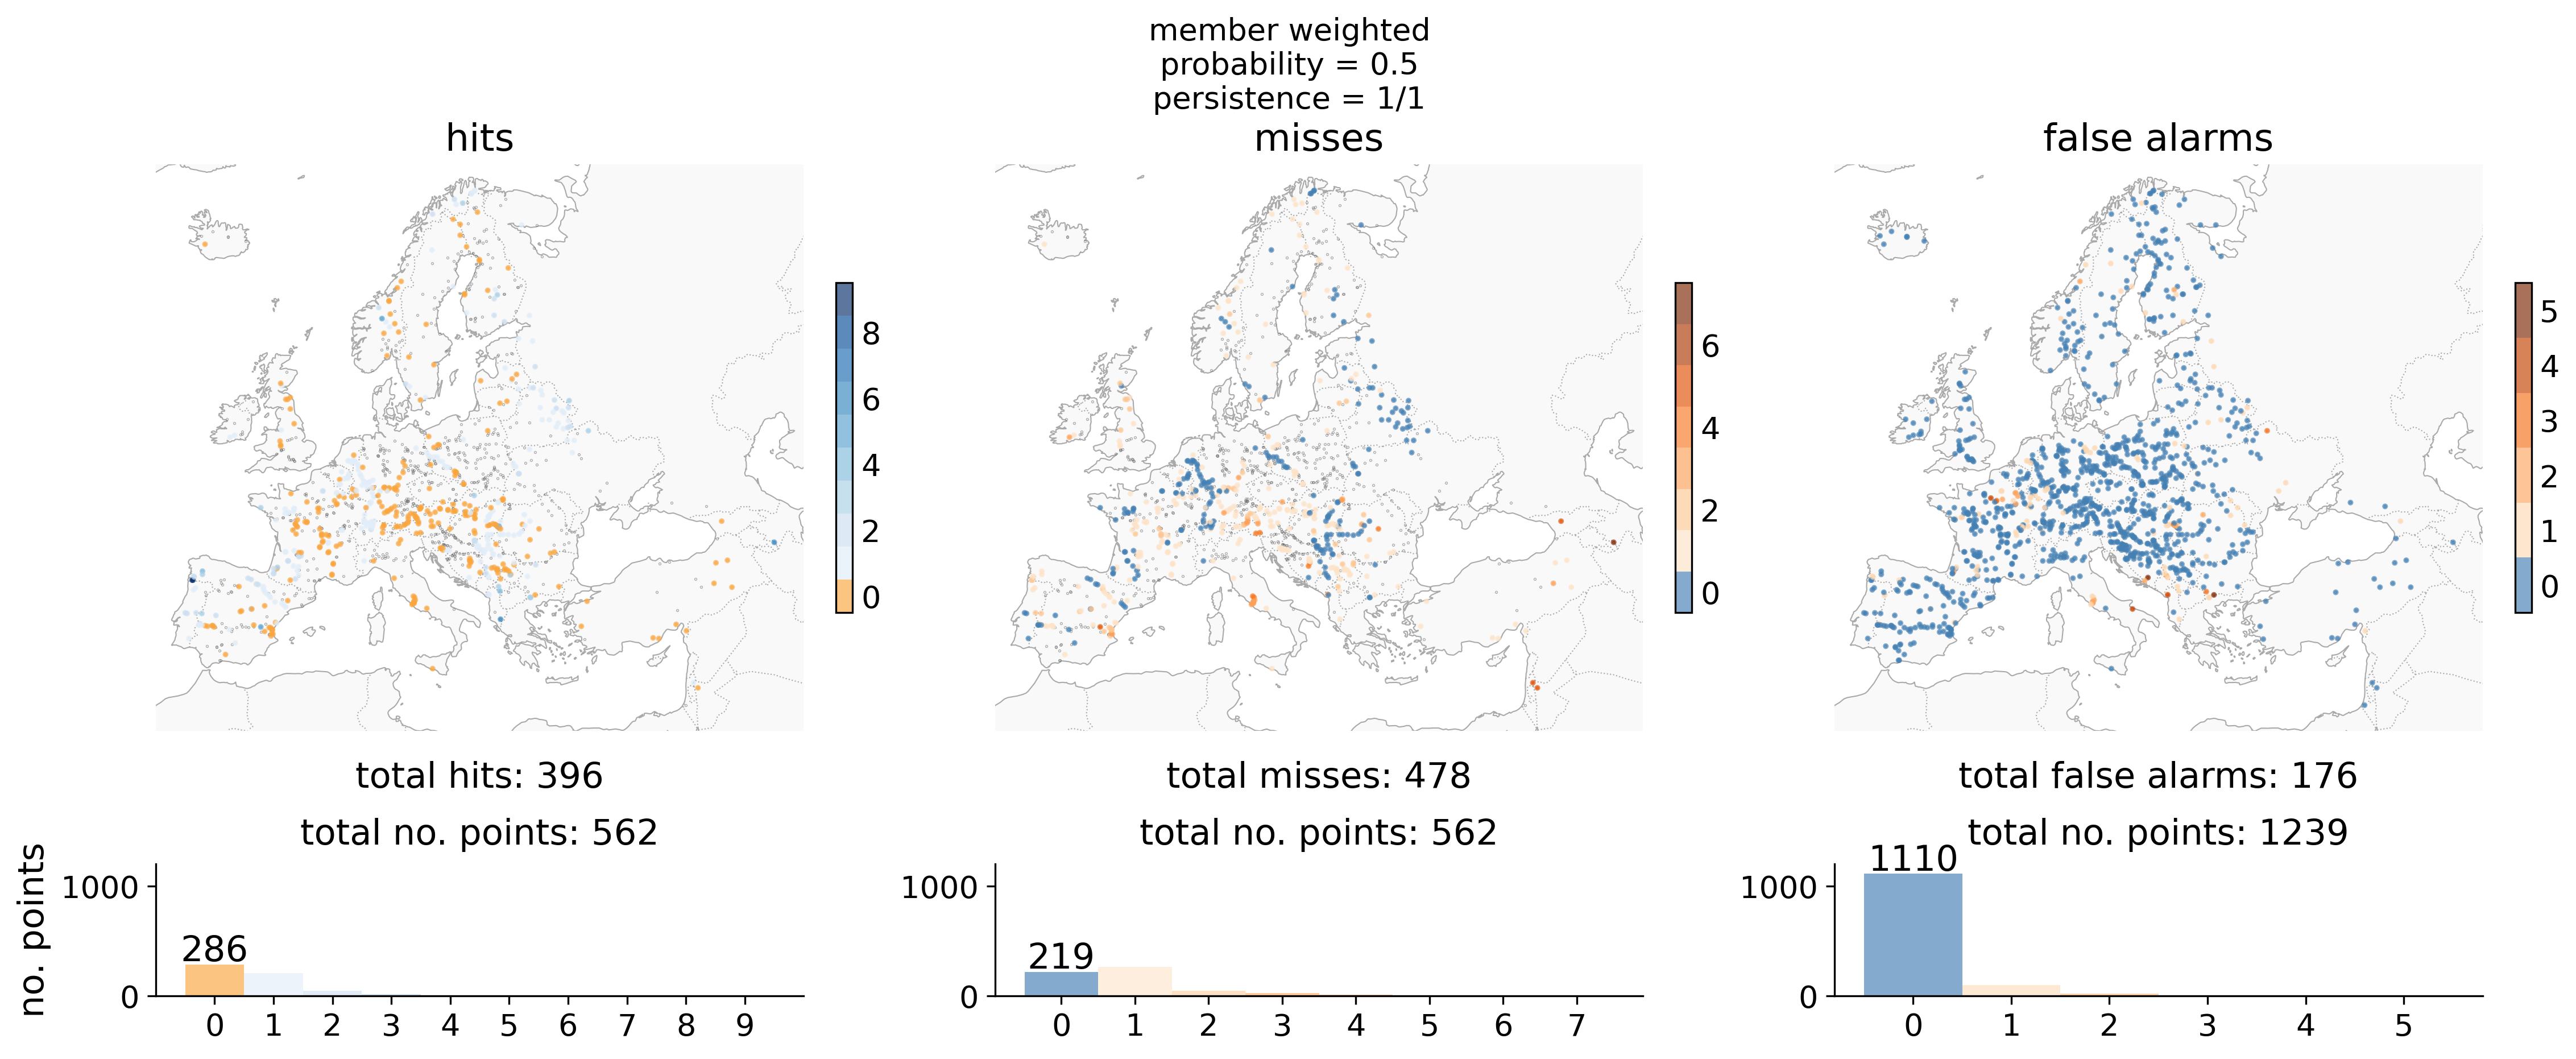 member weighted
probability = 0.5
persistence = 1/1
hits
misses
false alarms
8
6
4
2
0
6
4
2
0
5
4
3
2
1
0
total hits: 396
total no. points: 562
total misses: 478
total no. points: 562
total false alarms: 176
total no. points: 1239
no. points
1000
0
286
0 1 2 3 4 5 6 7 8 9
1000
0
219
0 1 2 3 4 5 6 7
1000
0
1110
0 1 2 3 4 5